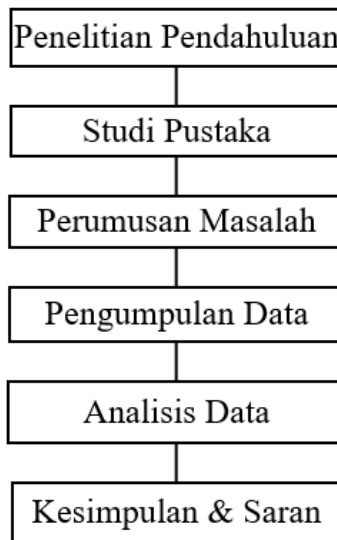 Penelitian Pendahuluan
Studi Pustaka
Perumusan Masalah
Pengumpulan Data
Analisis Data
Kesimpulan & Saran